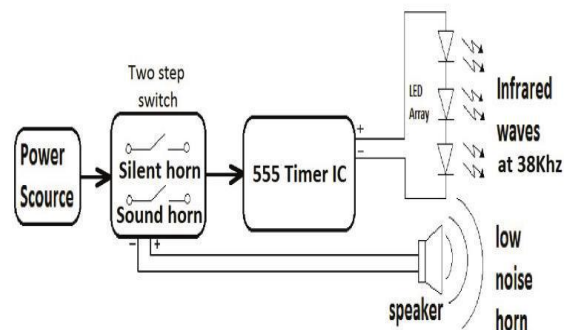 Two step
switch
Power
Scource
Silent horn
Sound horn
555 Timer IC
+
−
LED
Array
Infrared
waves
at 38Khz
− +
speaker
low
noise
horn